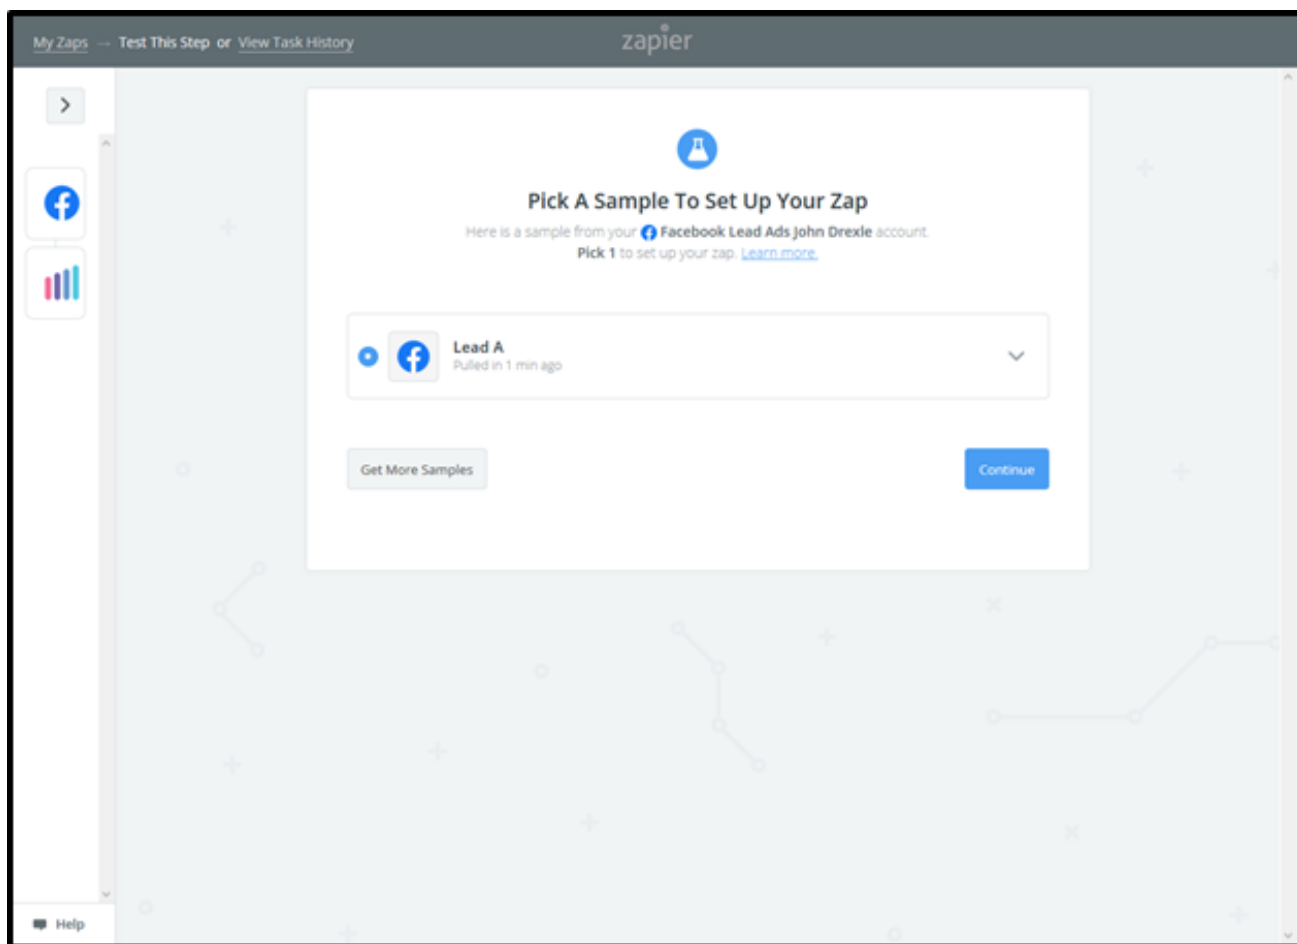 My Zaps → Test This Step or View Task History
zapier
Pick A Sample To Set Up Your Zap
Here is a sample from your Facebook Lead Ads John Drexle account.
Pick 1 to set up your zap. Learn more.
Lead A
Pulled in 1 min ago
Get More Samples
Continue
Help